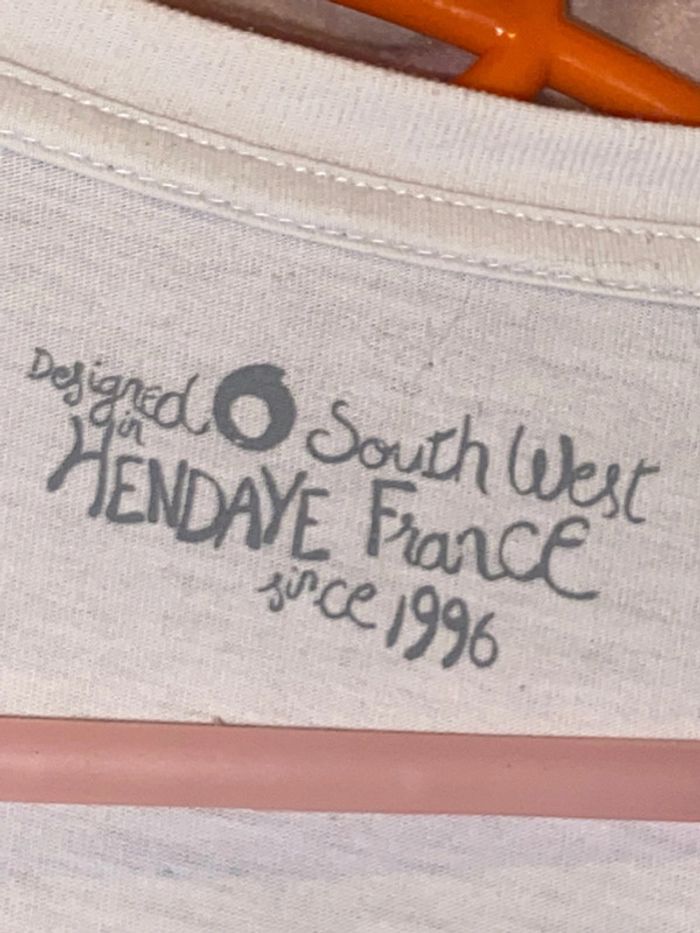 Designed South West
in
HENDAYE France
since 1996